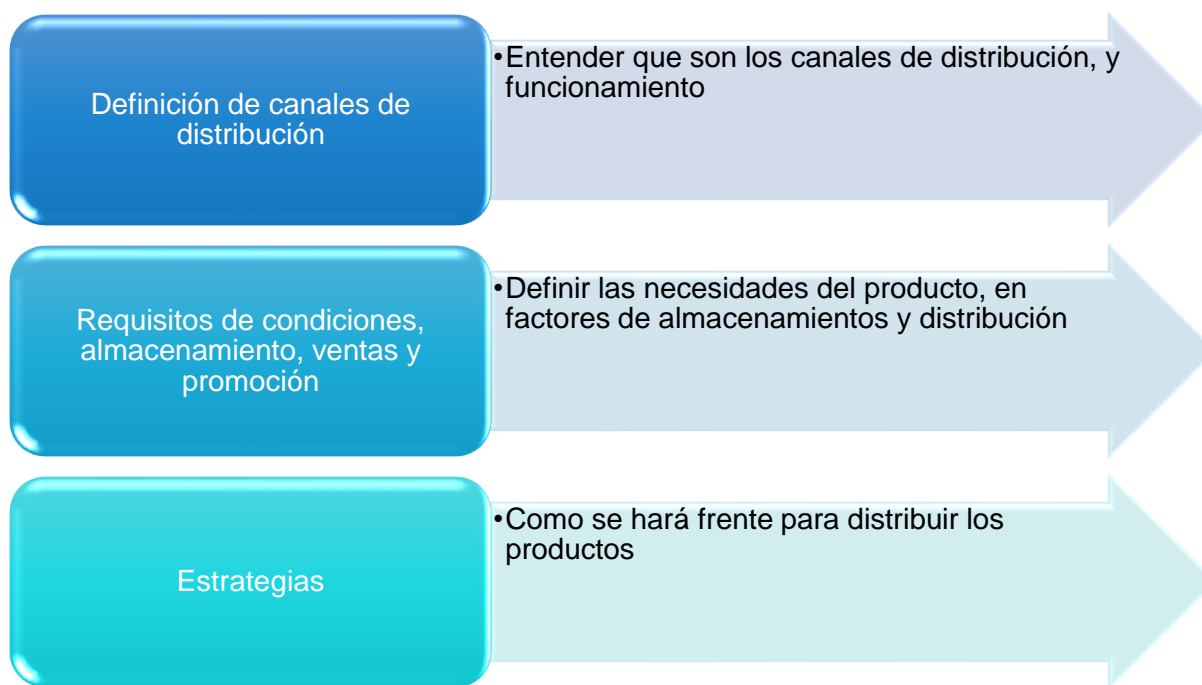 Definición de canales de
distribución
•Entender que son los canales de distribución, y
funcionamiento
Requisitos de condiciones,
almacenamiento, ventas y
promoción
•Definir las necesidades del producto, en
factores de almacenamientos y distribución
Estrategias
•Como se hará frente para distribuir los
productos